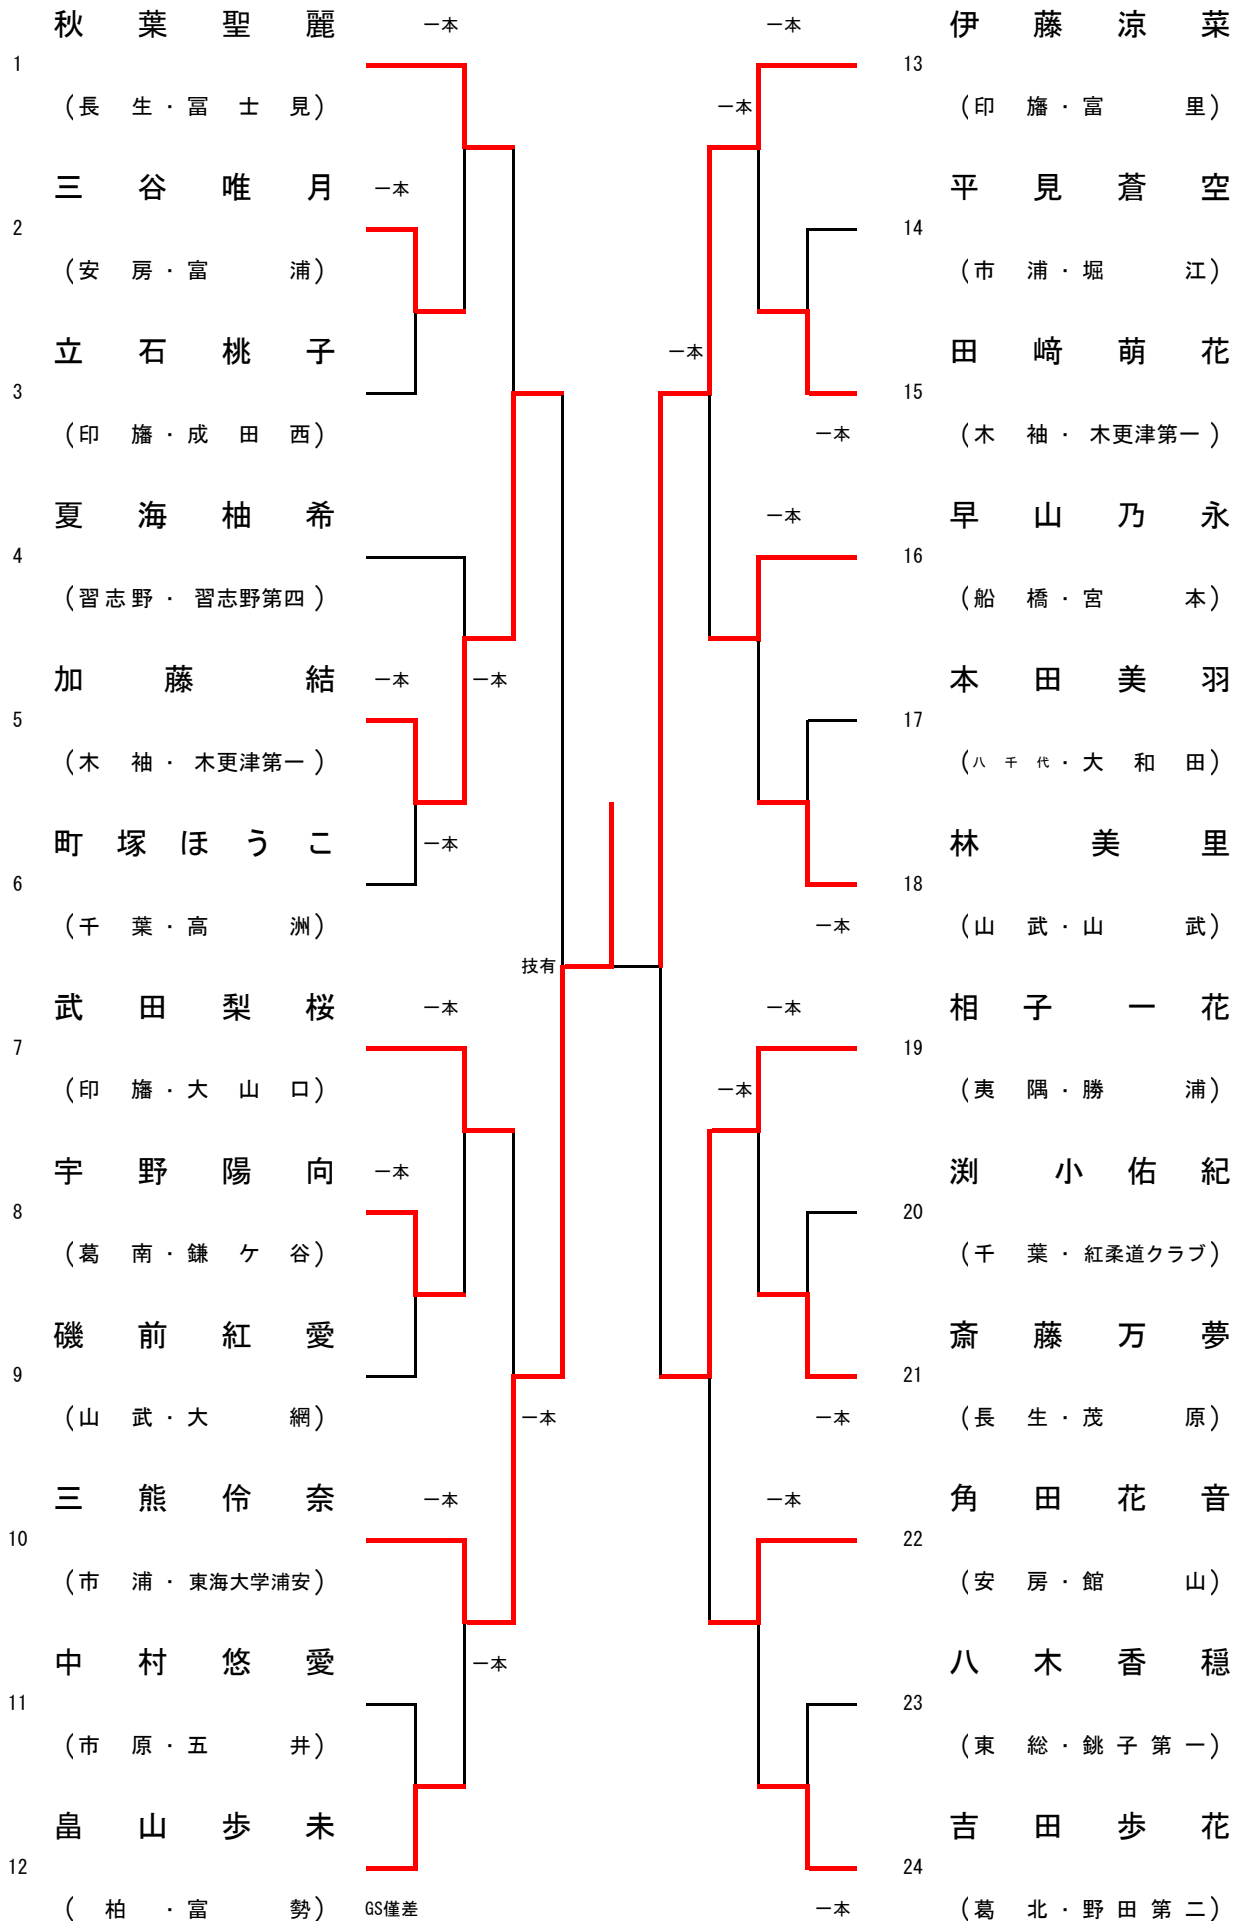 秋葉聖麗 一本
1
（長生・冨士見）
三谷唯月 一本
2
（安房・富浦）
立石桃子
3
（印旛・成田西）
夏海柚希
4
（習志野・習志野第四）
加藤結 一本 一本
5
（木袖・木更津第一）
町塚ほうこ 一本
6
（千葉・高洲）
技有
武田梨桜 一本
7
（印旛・大山口）
宇野陽向 一本
8
（葛南・鎌ケ谷）
磯前紅愛
9
（山武・大網） 一本
三熊伶奈 一本
10
（市浦・東海大学浦安）
中村悠愛 一本
11
（市原・五井）
畠山歩未
12
（柏・富勢） GS僅差
一本 伊藤涼菜
13
一本 （印旛・富里）
平見蒼空
14
（市浦・堀江）
一本 田﨑萌花
15
一本 （木袖・木更津第一）
一本 早山乃永
16
（船橋・宮本）
本田美羽
17
（八千代・大和田）
林美里
18
一本 （山武・山武）
一本 相子一花
19
一本 （夷隅・勝浦）
渕小佑紀
20
（千葉・紅柔道クラブ）
斎藤万夢
21
一本 （長生・茂原）
一本 角田花音
22
（安房・館山）
八木香穏
23
（東総・銚子第一）
吉田歩花
24
一本 （葛北・野田第二）